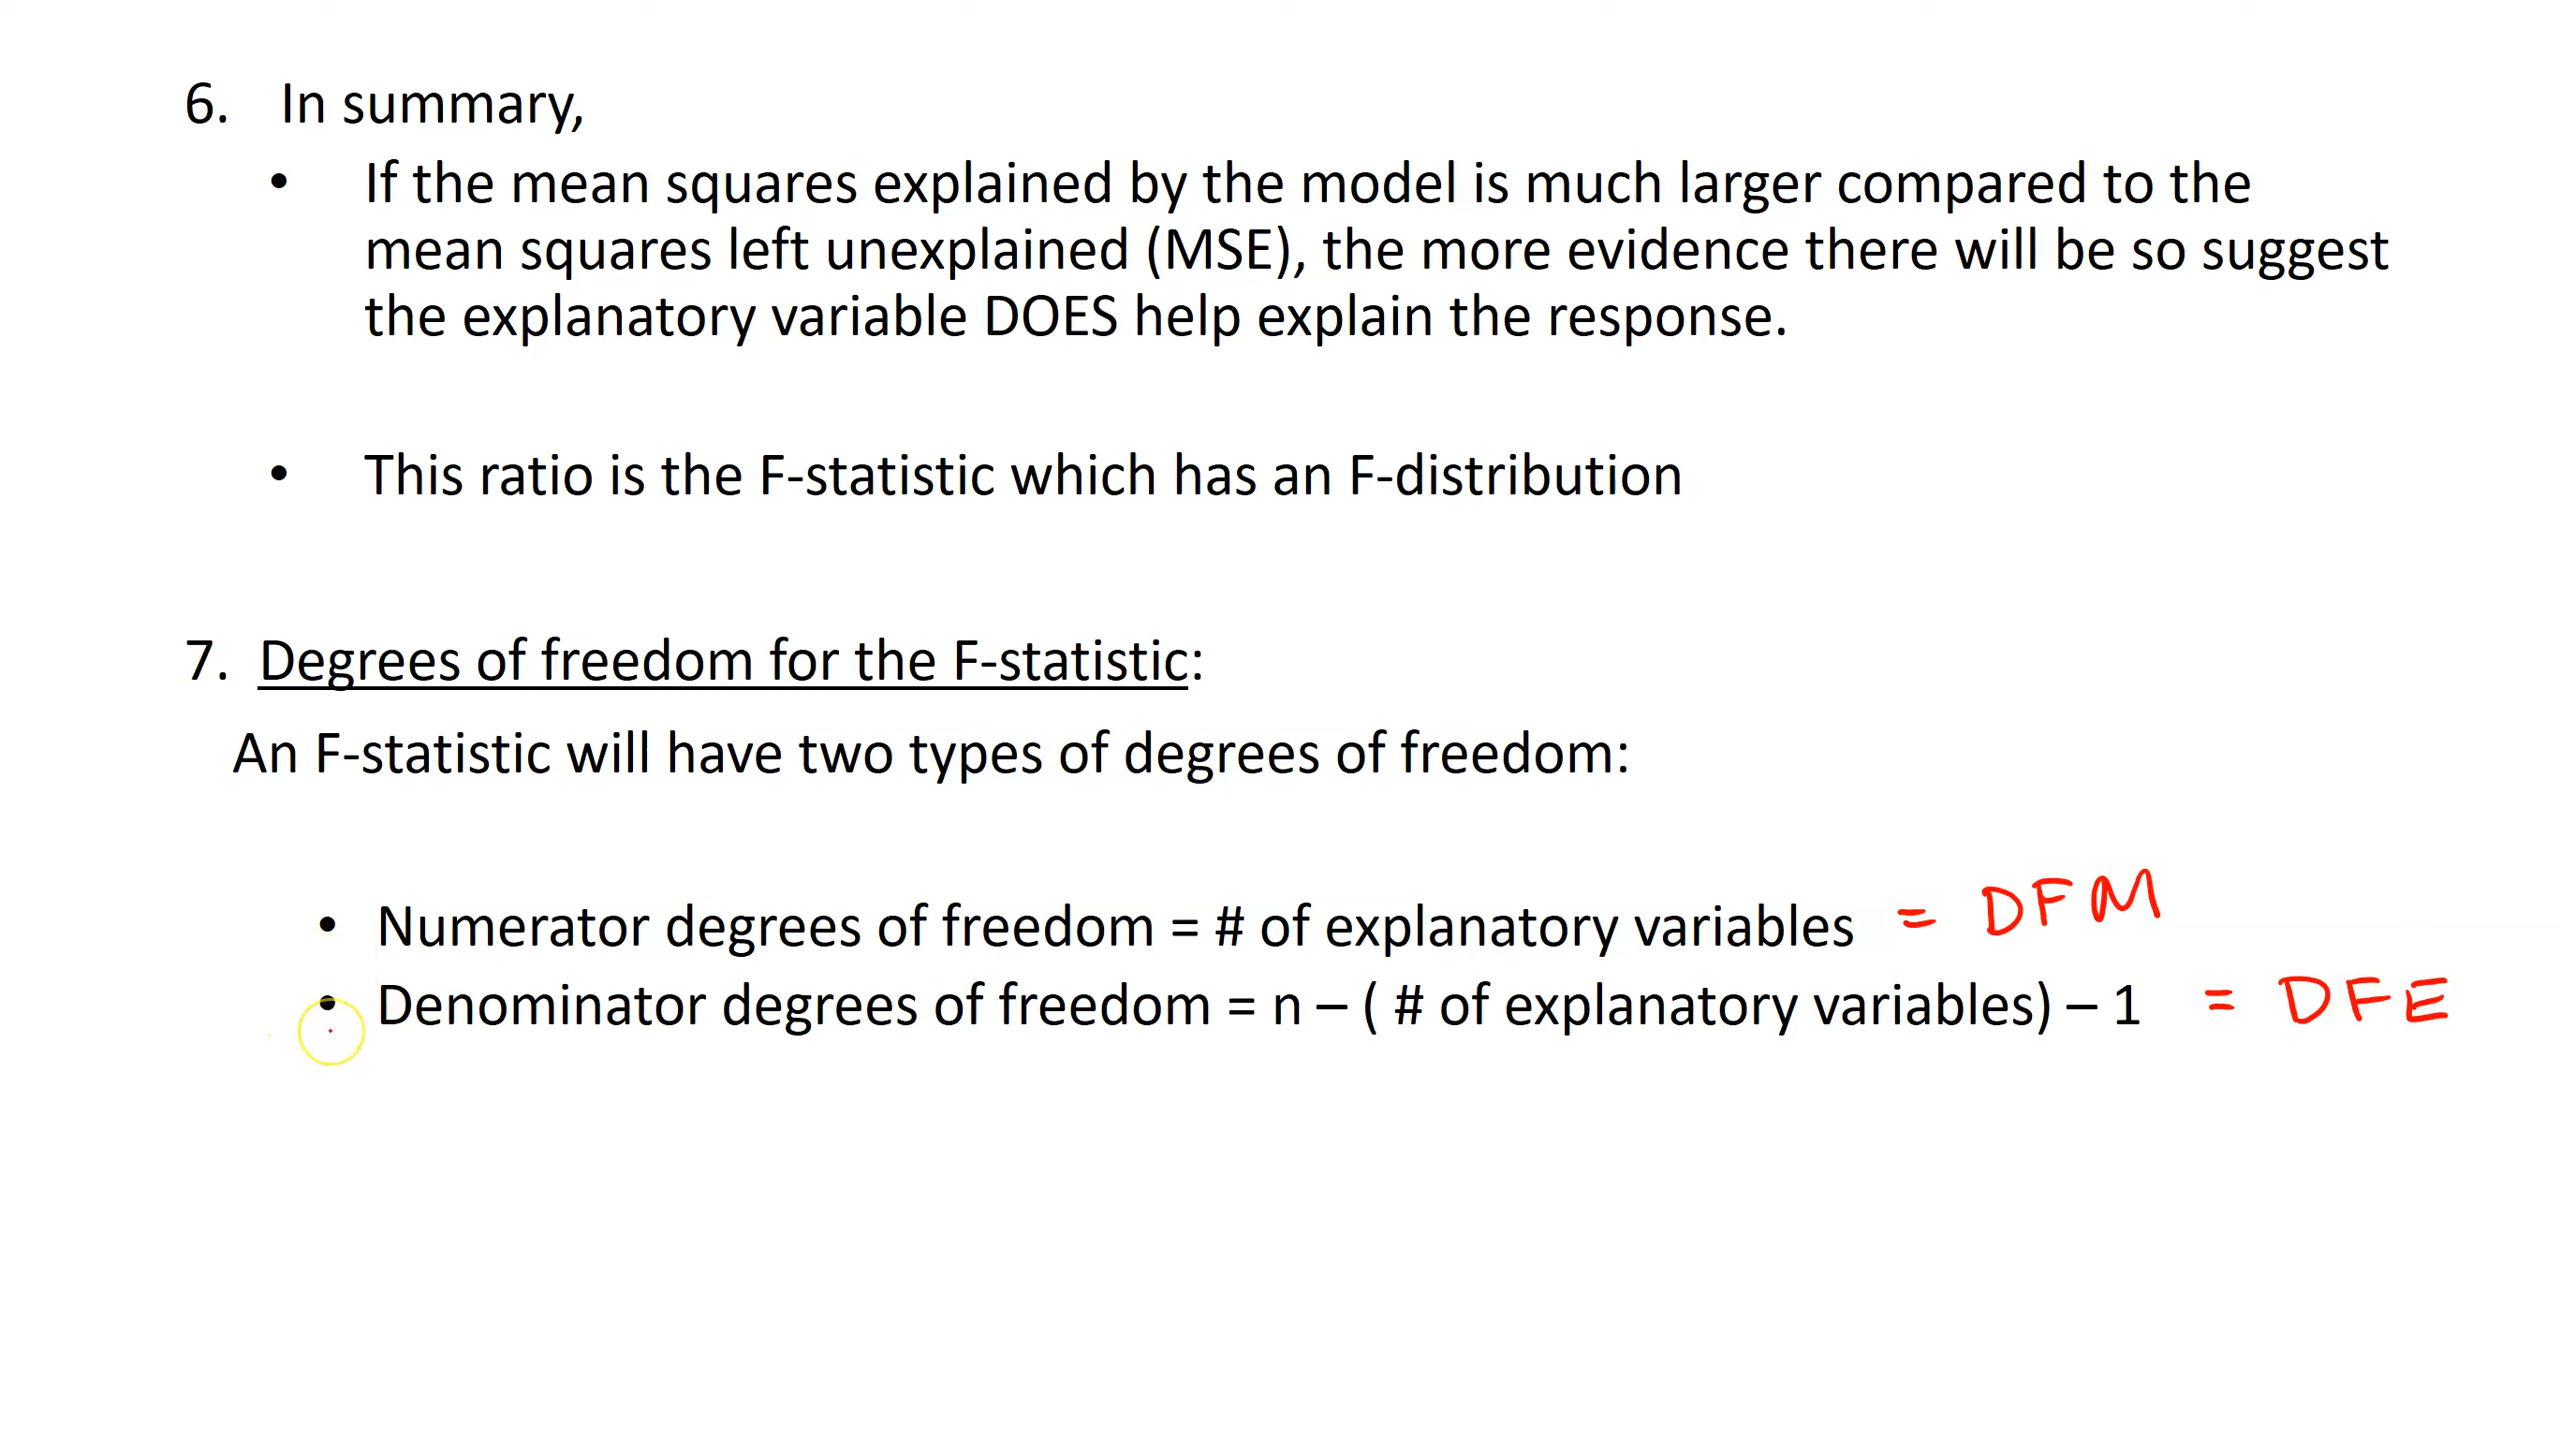 6. In summary,
• If the mean squares explained by the model is much larger compared to the
mean squares left unexplained (MSE), the more evidence there will be so suggest
the explanatory variable DOES help explain the response.
• This ratio is the F-statistic which has an F-distribution
7. Degrees of freedom for the F-statistic:
An F-statistic will have two types of degrees of freedom:
• Numerator degrees of freedom = # of explanatory variables = DFM
• Denominator degrees of freedom = n – ( # of explanatory variables) – 1 = DFE